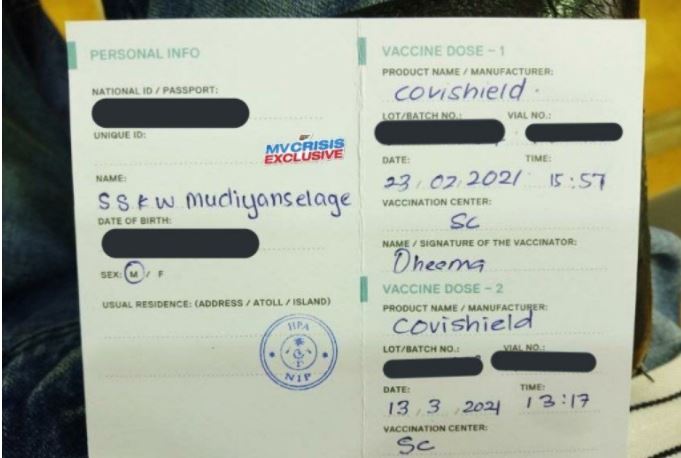 PERSONAL INFO
NATIONAL ID / PASSPORT:
UNIQUE ID:
MVCRISIS
EXCLUSIVE
NAME:
SSKW Mudiyanselage
DATE OF BIRTH:
SEX: M / F
USUAL RESIDENCE: (ADDRESS / ATOLL / ISLAND)
HPA
NIP
VACCINE DOSE - 1
PRODUCT NAME / MANUFACTURER:
covishield
LOT/BATCH NO.: VIAL NO.:
DATE: TIME:
23.02.2021 15:57
VACCINATION CENTER:
SC
NAME / SIGNATURE OF THE VACCINATOR:
Dheema
VACCINE DOSE - 2
PRODUCT NAME / MANUFACTURER:
covishield
LOT/BATCH NO.: VIAL NO.:
DATE: TIME:
13.3.2021 13:17
VACCINATION CENTER:
SC